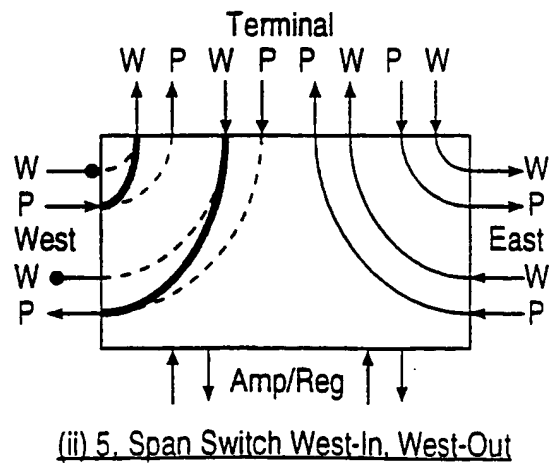 Terminal
W P W P P W P W
W W
P P
West East
W W
P P
Amp/Reg
(ii) 5, Span Switch West-In, West-Out